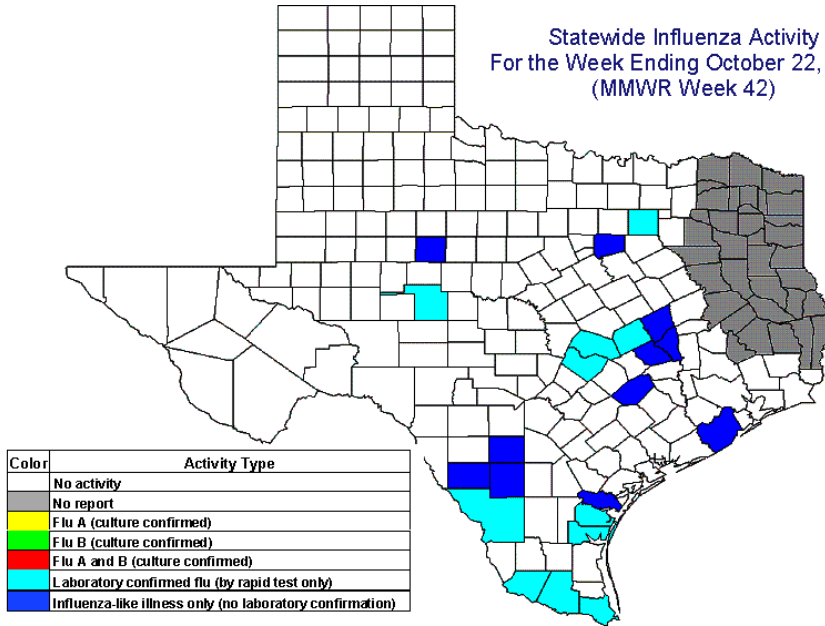 Statewide Influenza Activity
For the Week Ending October 22,
(MMWR Week 42)
Color Activity Type
No activity
No report
Flu A (culture confirmed)
Flu B (culture confirmed)
Flu A and B (culture confirmed)
Laboratory confirmed flu (by rapid test only)
Influenza-like illness only (no laboratory confirmation)